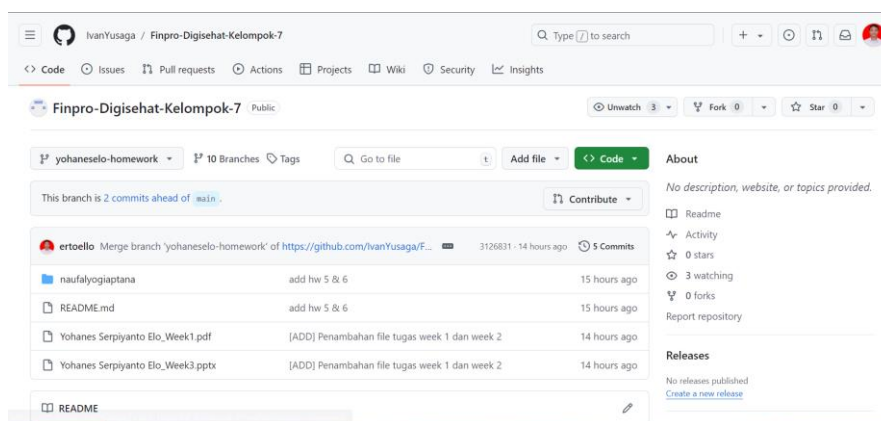 IvanYusaga / Finpro-Digisehat-Kelompok-7
Type / to search
Code Issues Pull requests Actions Projects Wiki Security Insights
Finpro-Digisehat-Kelompok-7 Public
Unwatch 3 Fork 0 Star 0
yohaneselo-homework 10 Branches Tags Go to file t Add file Code
This branch is 2 commits ahead of main .
Contribute
ertoello Merge branch 'yohaneselo-homework' of https://github.com/IvanYusaga/F... 3126831 · 14 hours ago 5 Commits
naufalyogiaptana add hw 5 & 6 15 hours ago
README.md add hw 5 & 6 15 hours ago
Yohanes Serpiyanto Elo_Week1.pdf [ADD] Penambahan file tugas week 1 dan week 2 14 hours ago
Yohanes Serpiyanto Elo_Week3.pptx [ADD] Penambahan file tugas week 1 dan week 2 14 hours ago
README
About
No description, website, or topics provided.
Readme
Activity
0 stars
3 watching
0 forks
Report repository
Releases
No releases published
Create a new release